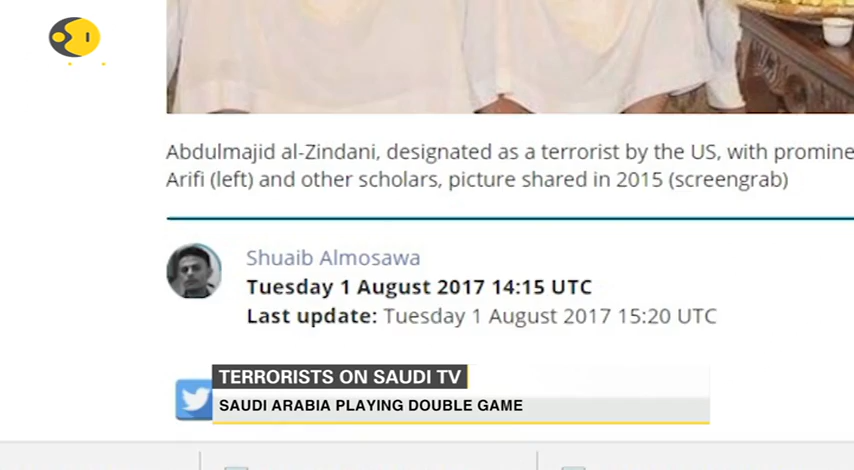 Abdulmajid al-Zindani, designated as a terrorist by the US, with
Arifi (left) and other scholars, picture shared in 2015 (screengrab)
Shuaib Almosawa
Tuesday 1 August 2017 14:15 UTC
Last update: Tuesday 1 August 2017 15:20 UTC
TERRORISTS ON SAUDI TV
SAUDI ARABIA PLAYING DOUBLE GAME